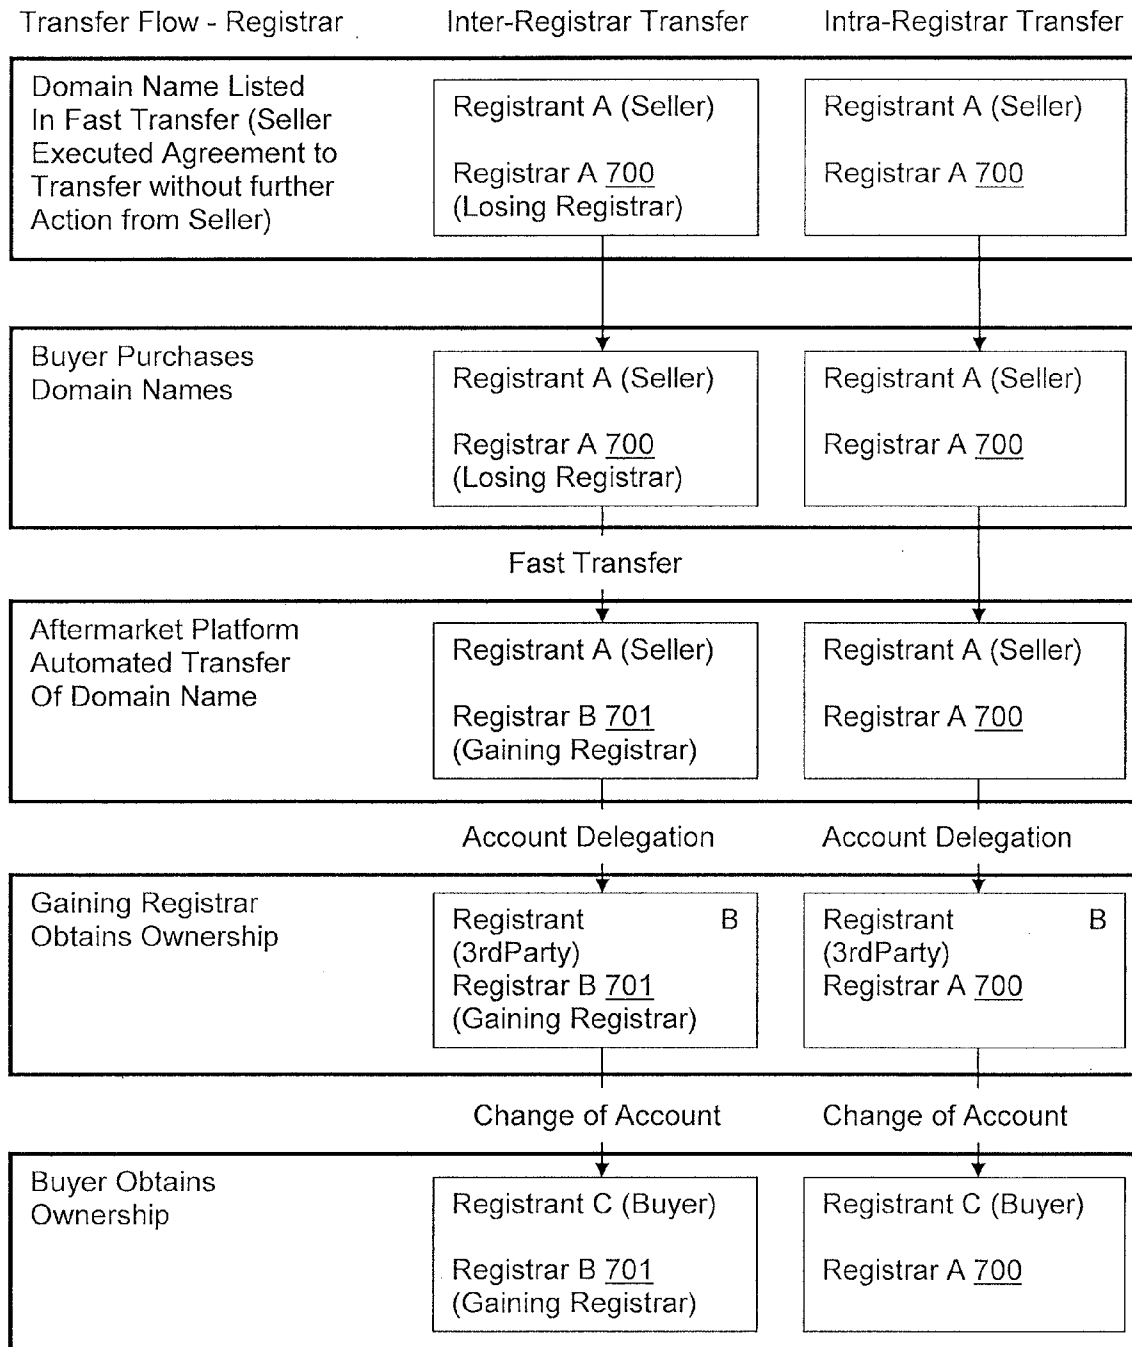 Transfer Flow - Registrar
Inter-Registrar Transfer
Intra-Registrar Transfer
Domain Name Listed
In Fast Transfer (Seller
Executed Agreement to
Transfer without further
Action from Seller)
Registrant A (Seller)
Registrar A 700
(Losing Registrar)
Registrant A (Seller)
Registrar A 700
Buyer Purchases
Domain Names
Registrant A (Seller)
Registrar A 700
(Losing Registrar)
Registrant A (Seller)
Registrar A 700
Fast Transfer
Aftermarket Platform
Automated Transfer
Of Domain Name
Registrant A (Seller)
Registrar B 701
(Gaining Registrar)
Registrant A (Seller)
Registrar A 700
Account Delegation
Account Delegation
Gaining Registrar
Obtains Ownership
Registrant B
(3rdParty)
Registrar B 701
(Gaining Registrar)
Registrant B
(3rdParty)
Registrar A 700
Change of Account
Change of Account
Buyer Obtains
Ownership
Registrant C (Buyer)
Registrar B 701
(Gaining Registrar)
Registrant C (Buyer)
Registrar A 700